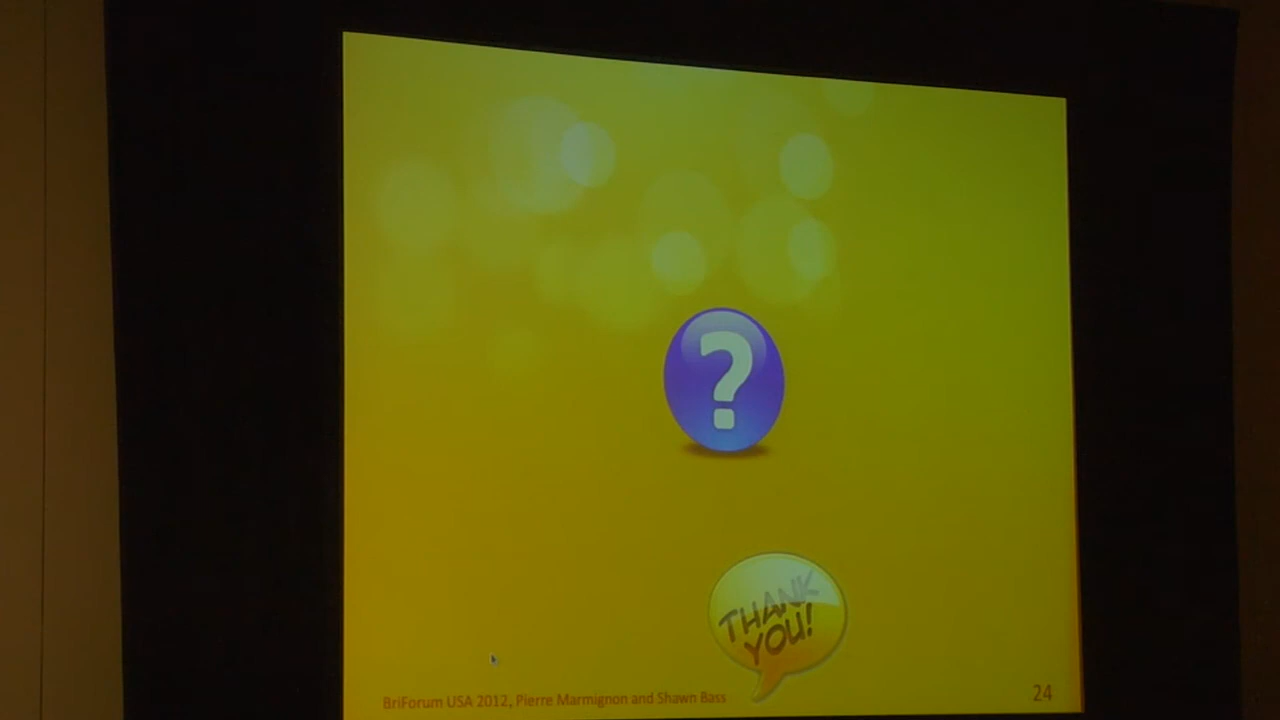 ?
THANK
YOU!
BriForum USA 2012, Pierre Marmignon and Shawn Bass
24